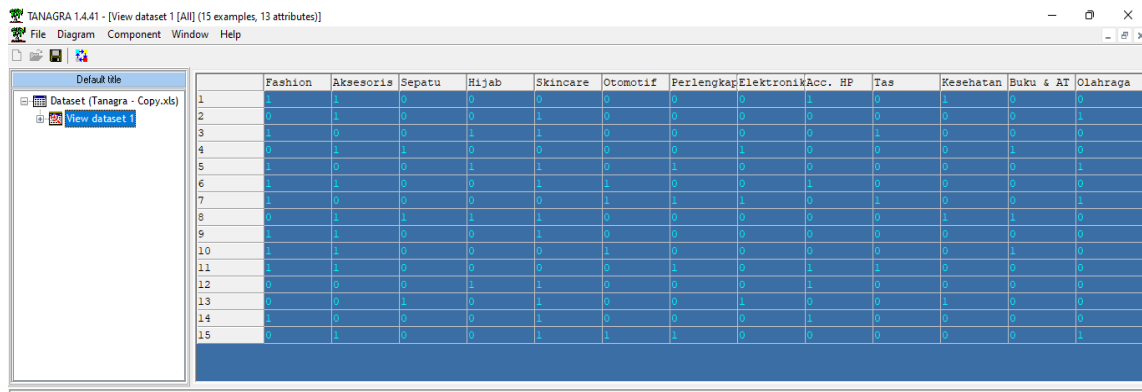 TANAGRA 1.4.41 - [View dataset 1 [All] (15 examples, 13 attributes)]
File Diagram Component Window Help
Default title
Dataset (Tanagra - Copy.xls)
View dataset 1
Fashion Aksesoris Sepatu Hijab Skincare Otomotif Perlengkap Elektronik Acc. HP Tas Kesehatan Buku & AT Olahraga
1 1 1 0 0 0 0 0 0 1 0 1 0 0
2 0 1 0 0 1 0 0 0 0 0 0 0 1
3 1 0 0 1 1 0 0 0 0 1 0 0 0
4 0 1 1 0 0 0 0 1 0 0 0 1 0
5 1 0 0 1 1 0 1 0 0 0 0 0 1
6 1 1 0 0 1 1 0 0 1 0 0 0 0
7 1 0 0 0 0 1 1 1 0 1 0 0 1
8 0 1 1 1 1 0 0 0 0 0 1 1 0
9 1 1 0 0 1 0 0 0 0 0 0 0 0
10 1 1 0 0 0 1 0 0 0 0 0 1 0
11 1 1 0 0 0 0 1 0 1 1 0 0 0
12 0 0 0 1 1 0 0 0 1 0 0 0 0
13 0 0 1 0 1 0 0 1 0 0 1 0 0
14 1 0 0 0 1 0 0 0 1 0 0 0 0
15 0 1 0 0 1 1 1 0 0 0 0 0 1